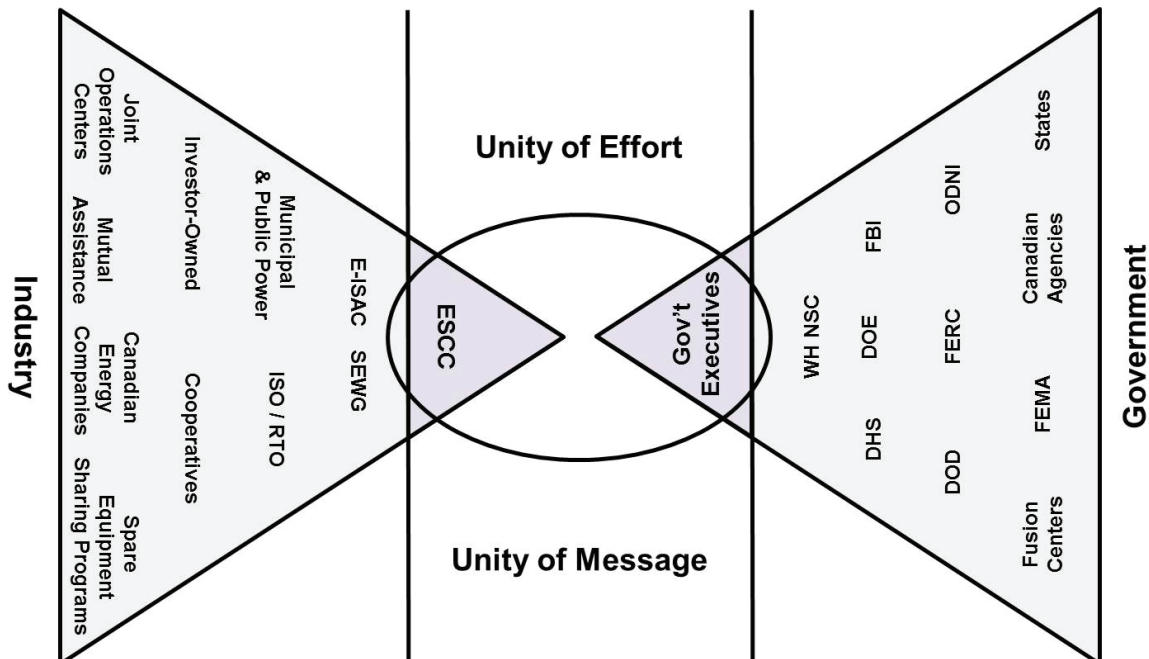 Industry
Joint
Operations
Centers
Mutual
Assistance
Canadian
Energy
Companies
Spare
Equipment
Sharing Programs
Investor-Owned
Cooperatives
Municipal
& Public Power
ISO / RTO
E-ISAC
SEWG
ESCC
Unity of Effort
Unity of Message
Gov't
Executives
WH NSC
FBI
DOE
DHS
ODNI
FERC
DOD
States
Canadian
Agencies
FEMA
Fusion
Centers
Government